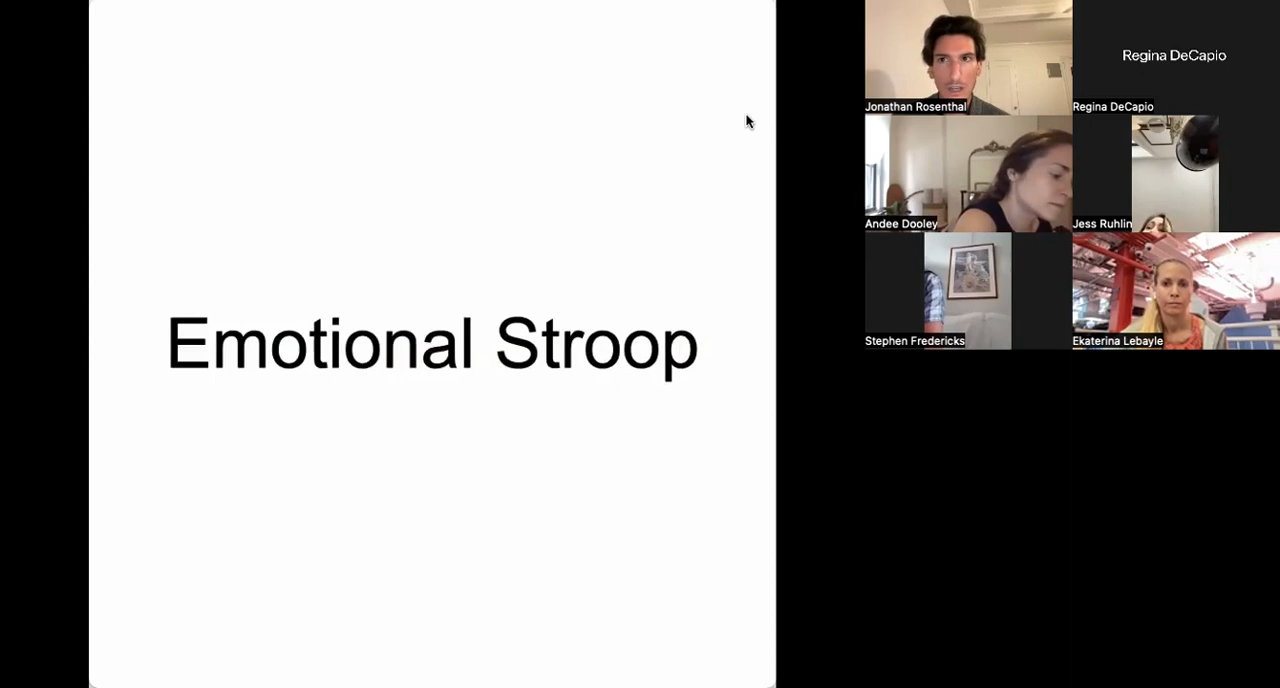 Emotional Stroop
Regina DeCapio
Jonathan Rosenthal
Regina DeCapio
Andee Dooley
Jess Ruhlin
Stephen Fredericks
Ekaterina Lebayle